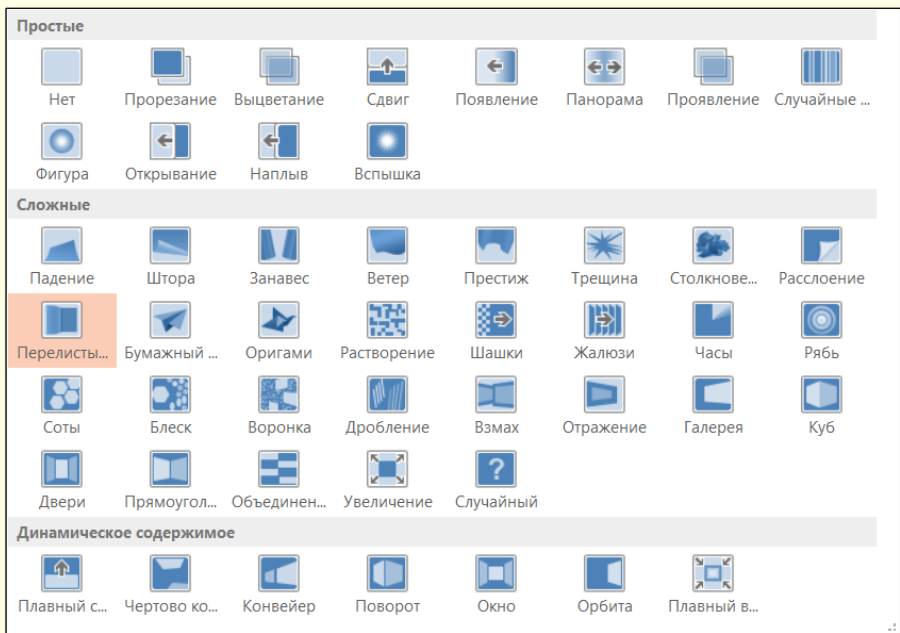 Простые
Нет Прорезание Выцветание Сдвиг Появление Панорама Проявление Случайные ...
Фигура Открывание Наплыв Вспышка
Сложные
Падение Штора Занавес Ветер Престиж Трещина Столкнове... Расслоение
Перелисты... Бумажный ... Оригами Растворение Шашки Жалюзи Часы Рябь
Соты Блеск Воронка Дробление Взмах Отражение Галерея Куб
Двери Прямоугол... Объединен... Увеличение Случайный
Динамическое содержимое
Плавный с... Чертово ко... Конвейер Поворот Окно Орбита Плавный в...